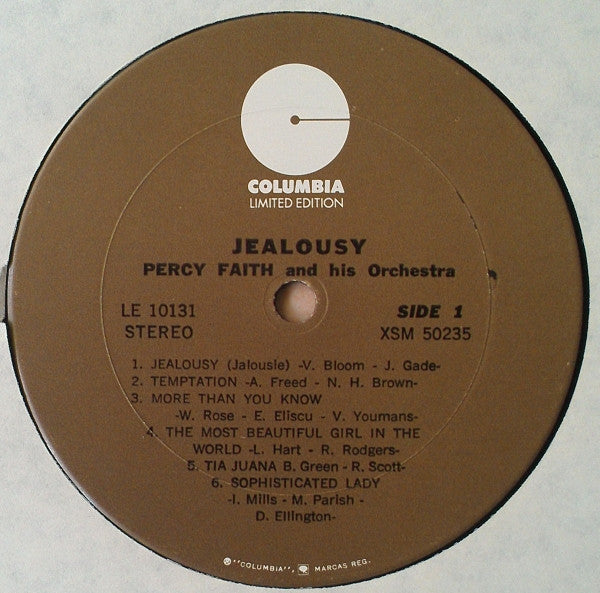 COLUMBIA
LIMITED EDITION
JEALOUSY
PERCY FAITH and his Orchestra
LE 10131
STEREO
SIDE 1
XSM 50235
1. JEALOUSY (Jalousie) -V. Bloom - J. Gade-
2. TEMPTATION -A. Freed - N. H. Brown-
3. MORE THAN YOU KNOW
-W. Rose - E. Eliscu - V. Youmans-
4. THE MOST BEAUTIFUL GIRL IN THE
WORLD -L. Hart - R. Rodgers-
5. TIA JUANA B. Green - R. Scott-
6. SOPHISTICATED LADY
-I. Mills - M. Parish -
D. Ellington-
"COLUMBIA", MARCAS REG.